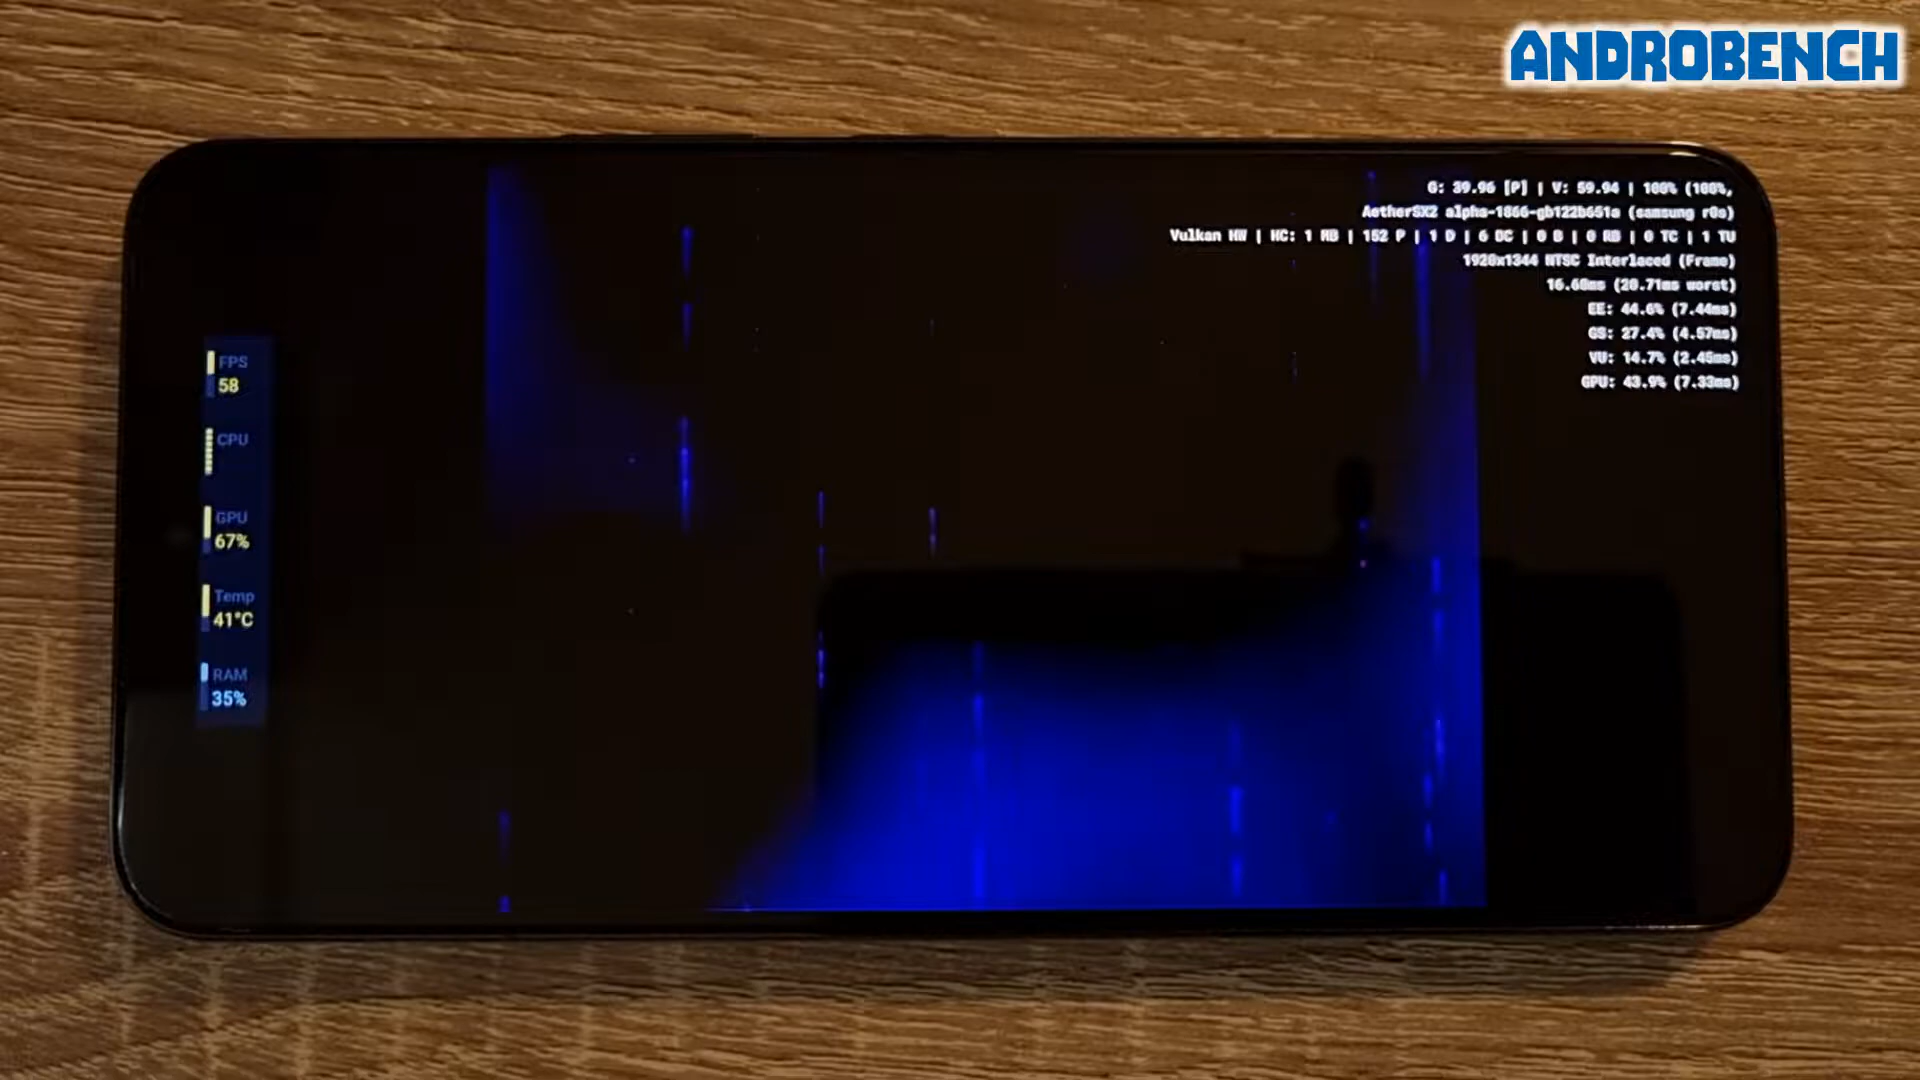 ANDROBENCH
G: 39.96 [P] | V: 59.94 | 100% (100%,
AetherSX2 alpha-1866-gb122b651a (samsung r0s)
Vulkan HW | HC: 1 MB | 152 P | 1 D | 6 DC | 0 B | 0 RB | 0 TC | 1 TU
1920x1344 NTSC Interlaced (Frame)
16.68ms (20.71ms worst)
EE: 44.6% (7.44ms)
GS: 27.4% (4.57ms)
VU: 14.7% (2.45ms)
GPU: 43.9% (7.33ms)
FPS
58
CPU
GPU
67%
Temp
41°C
RAM
35%